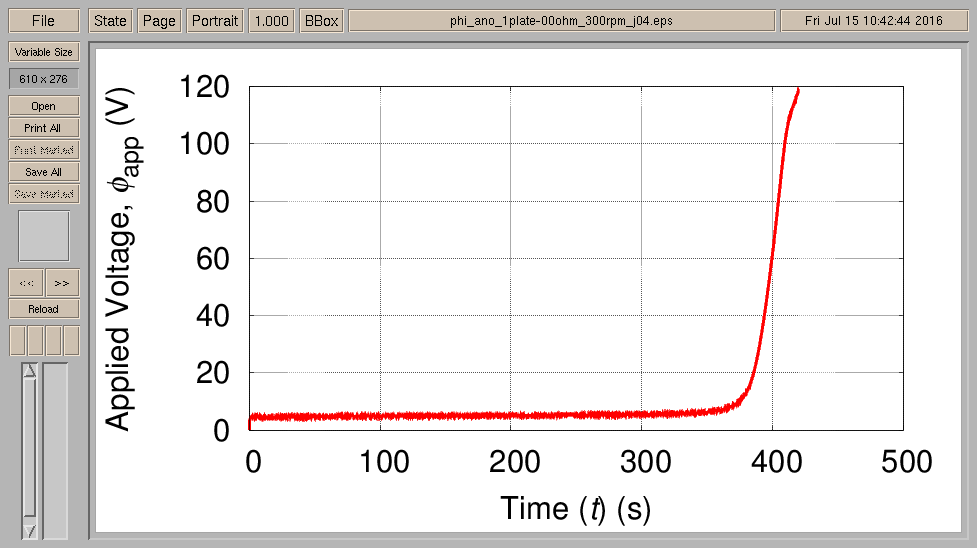 File State Page Portrait 1.000 BBox phi_ano_1plate-00ohm_300rpm_j04.eps Fri Jul 15 10:42:44 2016
Variable Size
610 x 276
Open
Print All
Print Marked
Save All
Save Marked
<< >>
Reload
Applied Voltage, ϕapp (V)
120
100
80
60
40
20
0
0 100 200 300 400 500
Time (t) (s)